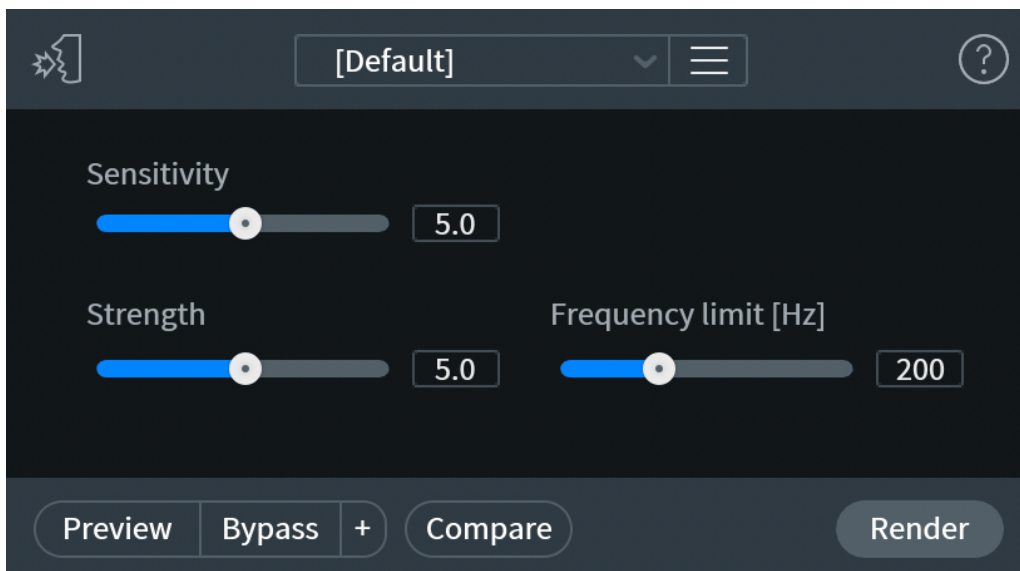 [Default]
?
Sensitivity
5.0
Strength
5.0
Frequency limit [Hz]
200
Preview
Bypass
+
Compare
Render